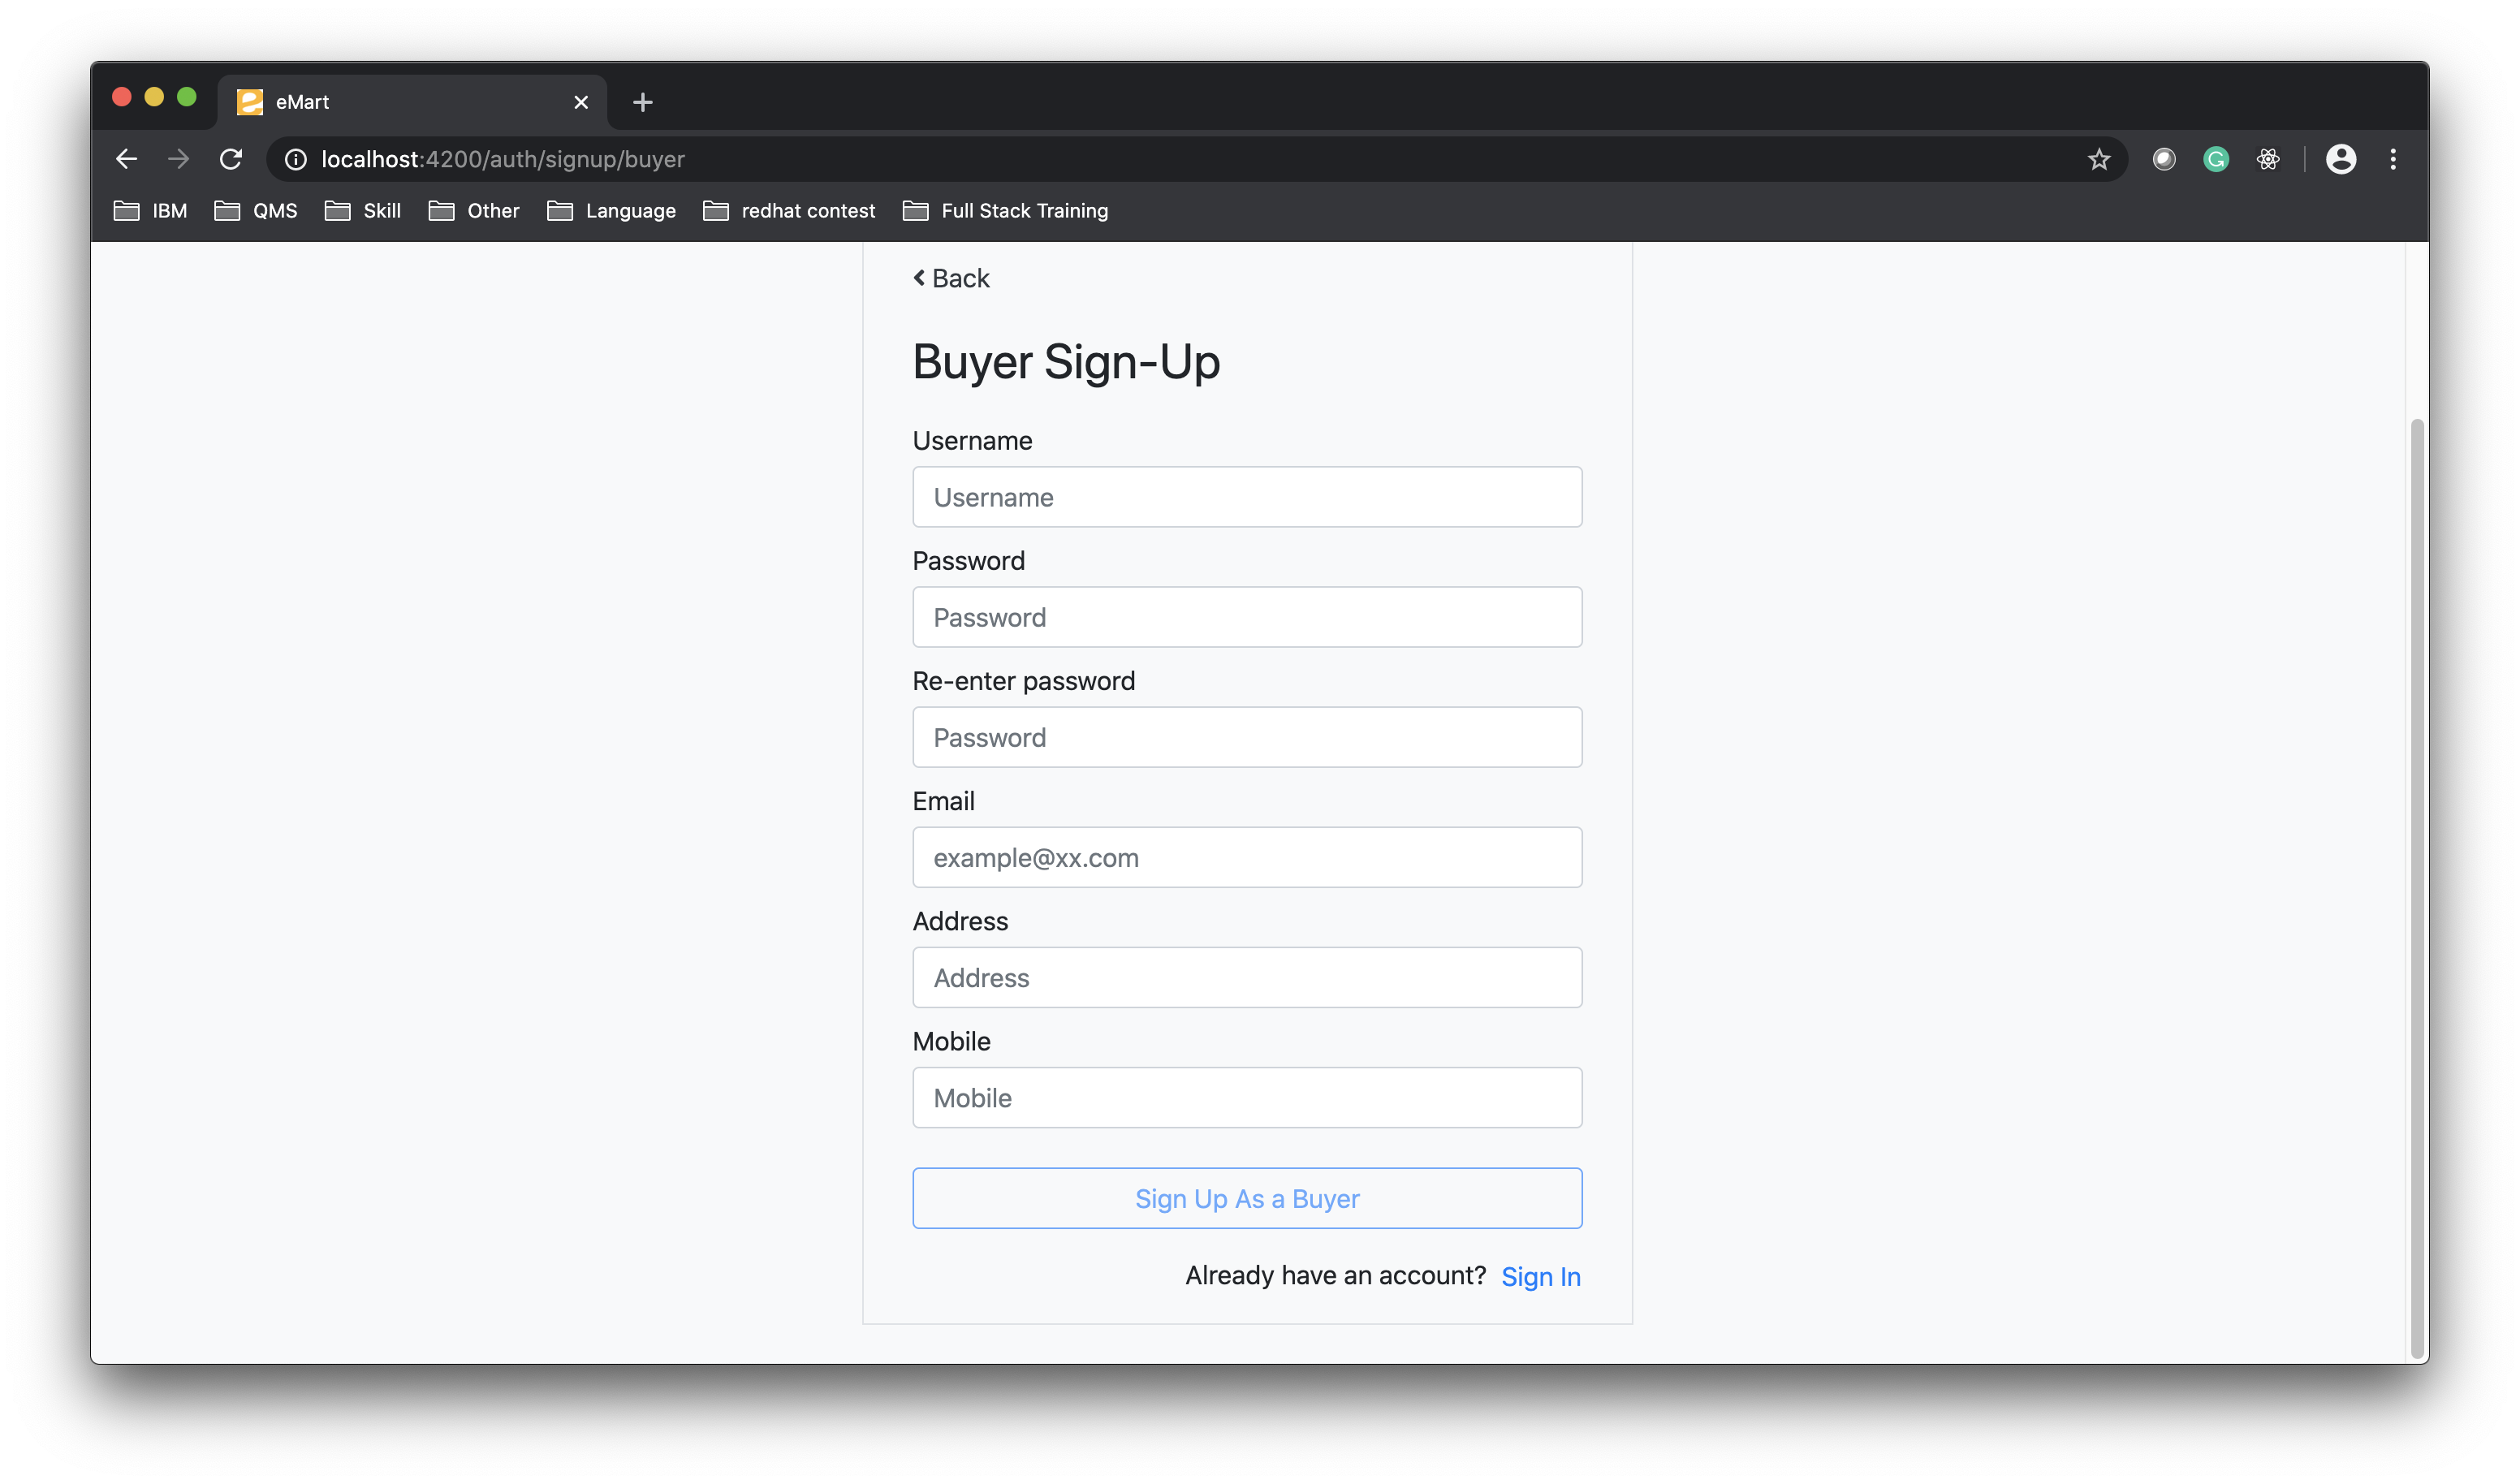 eMart
localhost:4200/auth/signup/buyer
IBM QMS Skill Other Language redhat contest Full Stack Training
Back
Buyer Sign-Up
Username
Username
Password
Password
Re-enter password
Password
Email
example@xx.com
Address
Address
Mobile
Mobile
Sign Up As a Buyer
Already have an account? Sign In